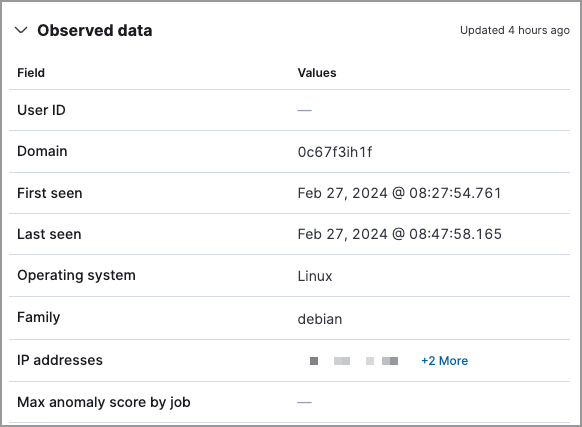 Observed data Updated 4 hours ago
Field Values
User ID —
Domain 0c67f3ih1f
First seen Feb 27, 2024 @ 08:27:54.761
Last seen Feb 27, 2024 @ 08:47:58.165
Operating system Linux
Family debian
IP addresses +2 More
Max anomaly score by job —